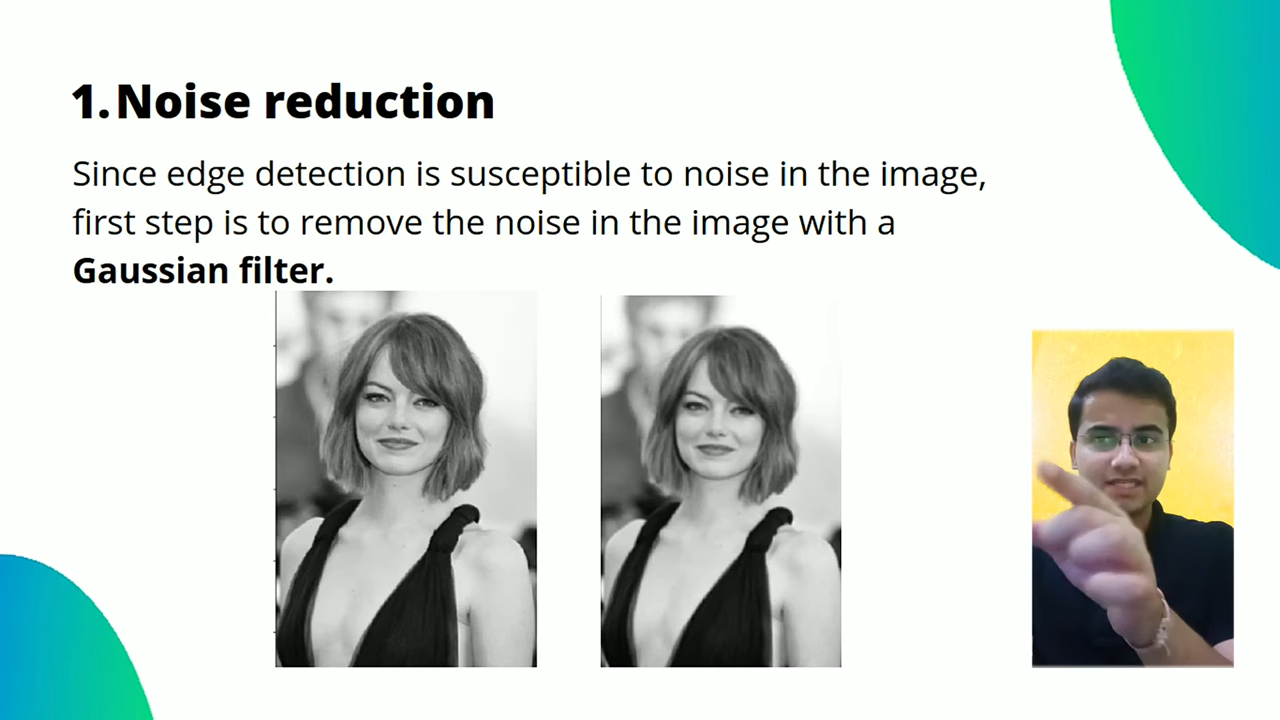 1. Noise reduction
Since edge detection is susceptible to noise in the image,
first step is to remove the noise in the image with a
Gaussian filter.